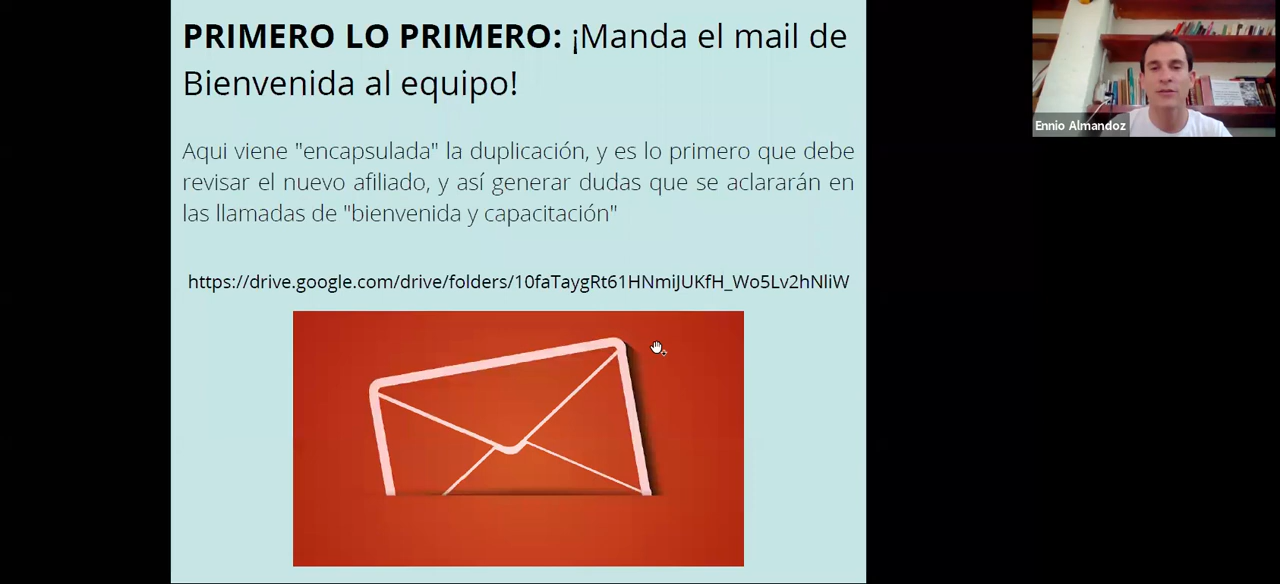 PRIMERO LO PRIMERO: ¡Manda el mail de
Bienvenida al equipo!
Aqui viene "encapsulada" la duplicación, y es lo primero que debe
revisar el nuevo afiliado, y así generar dudas que se aclararán en
las llamadas de "bienvenida y capacitación"
https://drive.google.com/drive/folders/10faTaygRt61HNmiJUKfH_Wo5Lv2hNliW
Ennio Almandoz